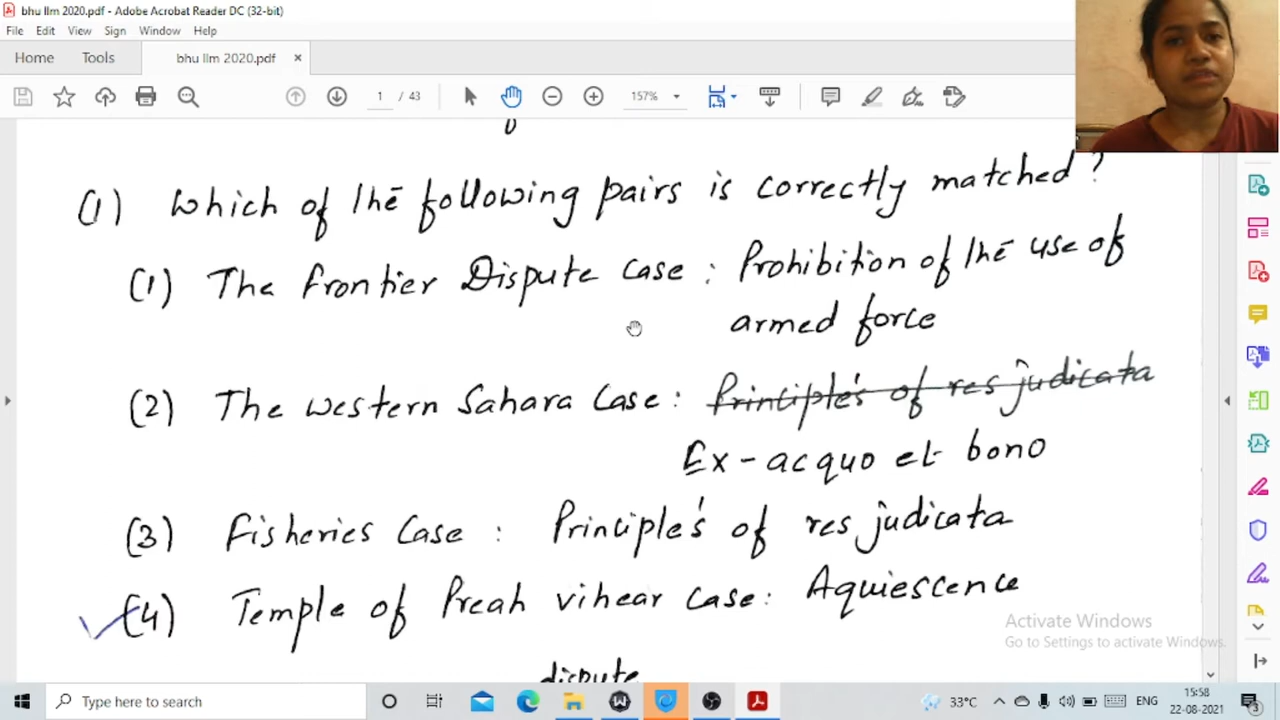 bhu llm 2020.pdf - Adobe Acrobat Reader DC (32-bit)
File Edit View Sign Window Help
Home Tools bhu llm 2020.pdf ×
1 / 43 157%
(1) Which of the following pairs is correctly matched?
(1) The Frontier Dispute Case : Prohibition of the use of
armed force
(2) The Western Sahara Case : Principle's of res judicata
Ex-acquo et bono
(3) Fisheries Case : Principle's of res judicata
(4) Temple of Preah vihear case : Aquiescence
dispute
Activate Windows
Go to Settings to activate Windows.
Type here to search
33°C ENG 15:58
22-08-2021
3